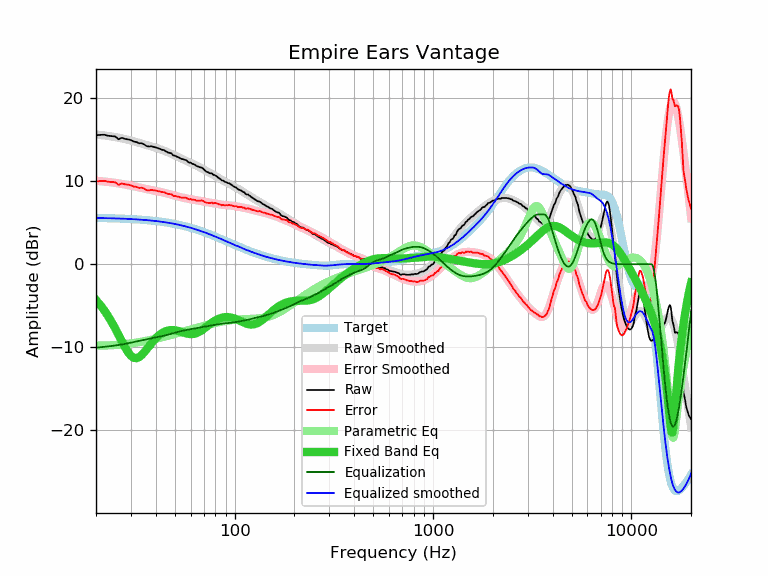 Empire Ears Vantage
20
10
0
−10
−20
Amplitude (dBr)
Target
Raw Smoothed
Error Smoothed
Raw
Error
Parametric Eq
Fixed Band Eq
Equalization
Equalized smoothed
100
1000
10000
Frequency (Hz)